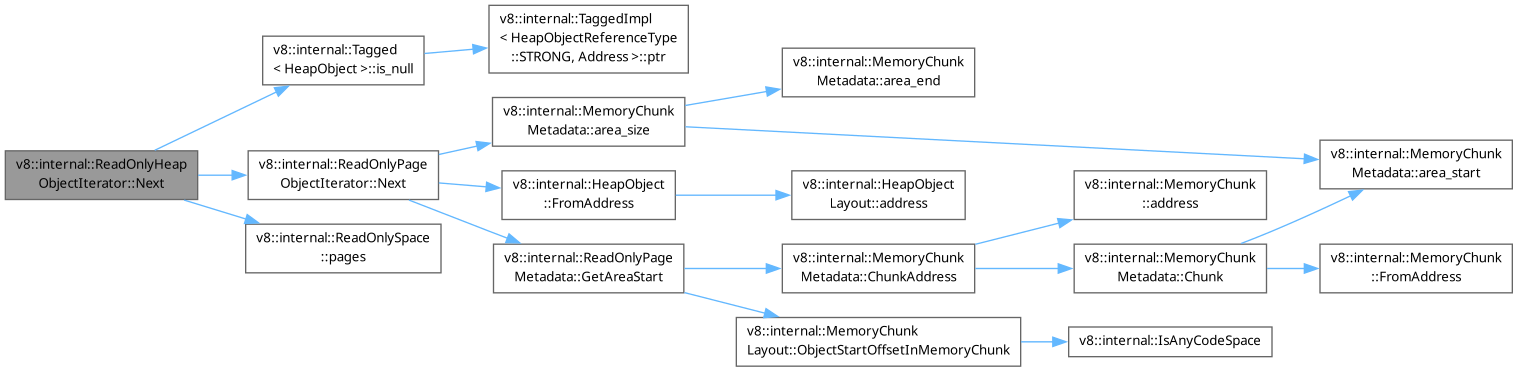 v8::internal::ReadOnlyHeap
ObjectIterator::Next
v8::internal::Tagged
< HeapObject >::is_null
v8::internal::TaggedImpl
< HeapObjectReferenceType
::STRONG, Address >::ptr
v8::internal::ReadOnlyPage
ObjectIterator::Next
v8::internal::MemoryChunk
Metadata::area_size
v8::internal::MemoryChunk
Metadata::area_end
v8::internal::MemoryChunk
Metadata::area_start
v8::internal::HeapObject
::FromAddress
v8::internal::HeapObject
Layout::address
v8::internal::ReadOnlyPage
Metadata::GetAreaStart
v8::internal::MemoryChunk
Metadata::ChunkAddress
v8::internal::MemoryChunk
::address
v8::internal::MemoryChunk
Metadata::Chunk
v8::internal::MemoryChunk
::FromAddress
v8::internal::MemoryChunk
Layout::ObjectStartOffsetInMemoryChunk
v8::internal::IsAnyCodeSpace
v8::internal::ReadOnlySpace
::pages